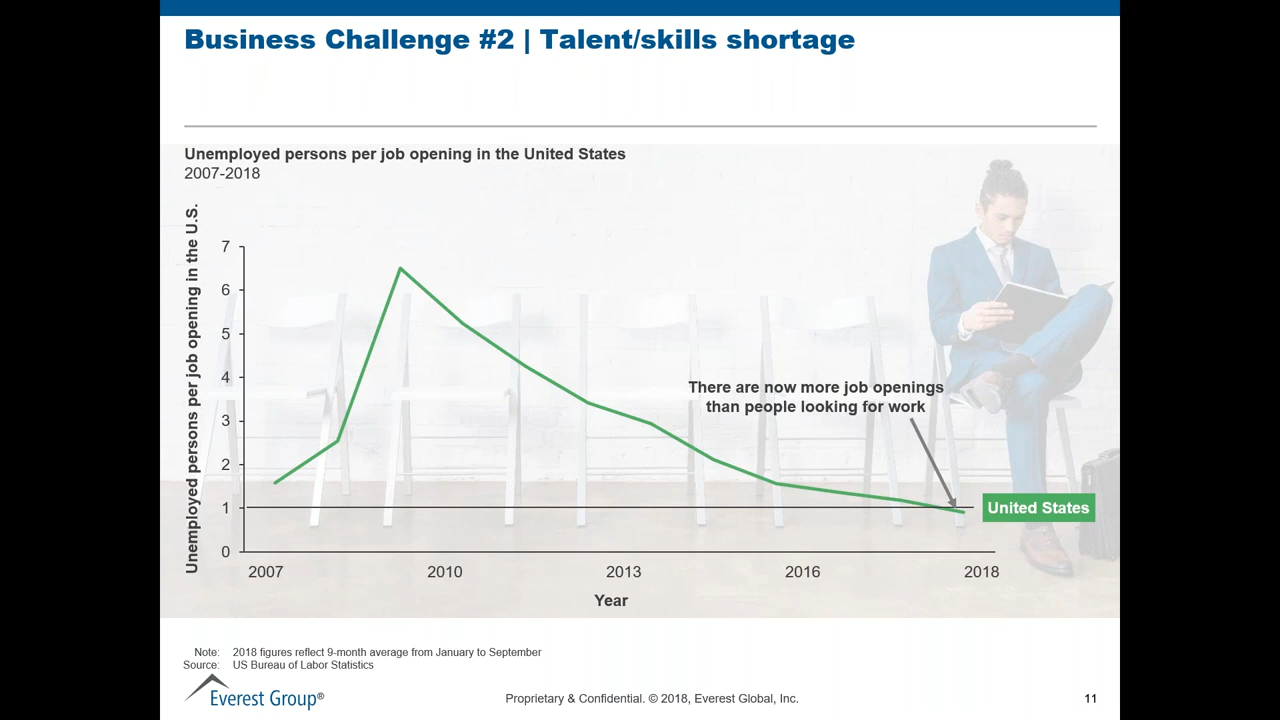 Business Challenge #2 | Talent/skills shortage
Unemployed persons per job opening in the United States
2007-2018
Unemployed persons per job opening in the U.S.
7
6
5
4
3
2
1
0
There are now more job openings
than people looking for work
United States
2007 2010 2013 2016 2018
Year
Note: 2018 figures reflect 9-month average from January to September
Source: US Bureau of Labor Statistics
Everest Group®
Proprietary & Confidential. © 2018, Everest Global, Inc.
11